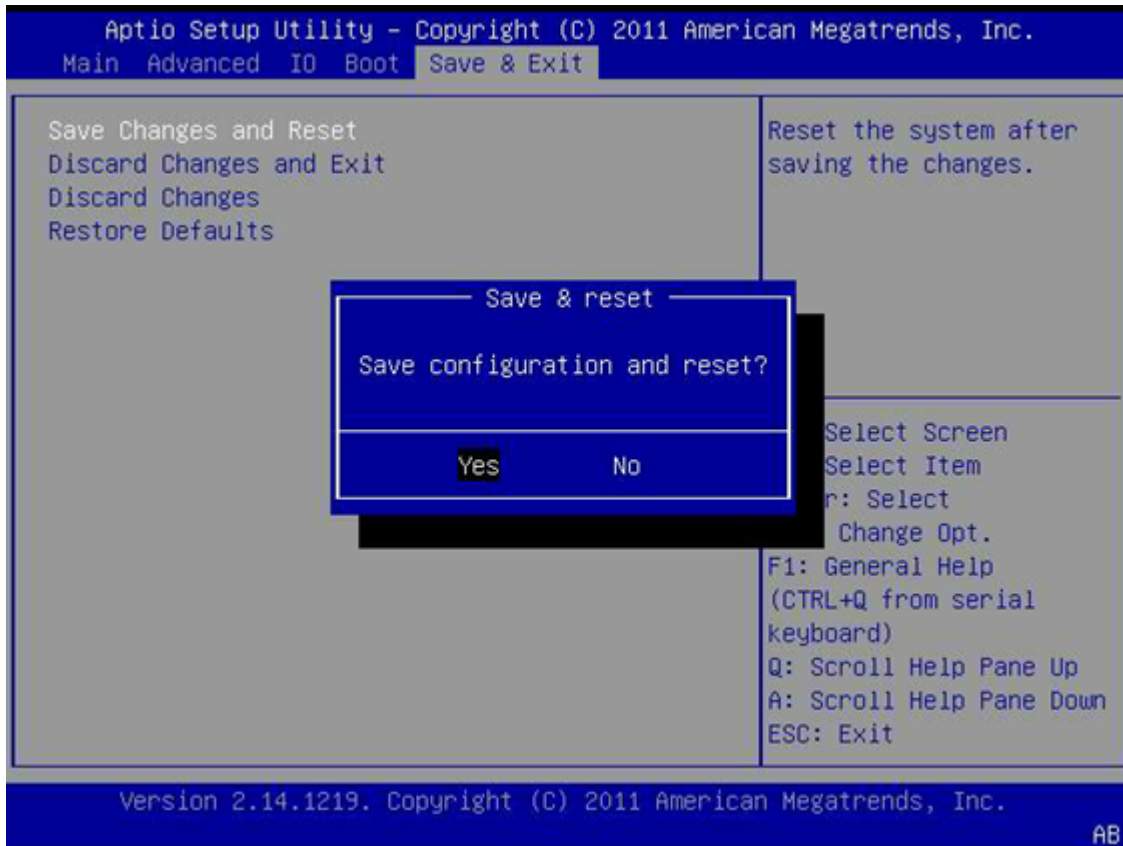 Aptio Setup Utility – Copyright (C) 2011 American Megatrends, Inc.
Main Advanced IO Boot Save & Exit
Save Changes and Reset
Discard Changes and Exit
Discard Changes
Restore Defaults
Reset the system after
saving the changes.
Save & reset
Save configuration and reset?
Yes No
Select Screen
Select Item
r: Select
Change Opt.
F1: General Help
(CTRL+Q from serial
keyboard)
Q: Scroll Help Pane Up
A: Scroll Help Pane Down
ESC: Exit
Version 2.14.1219. Copyright (C) 2011 American Megatrends, Inc.
AB